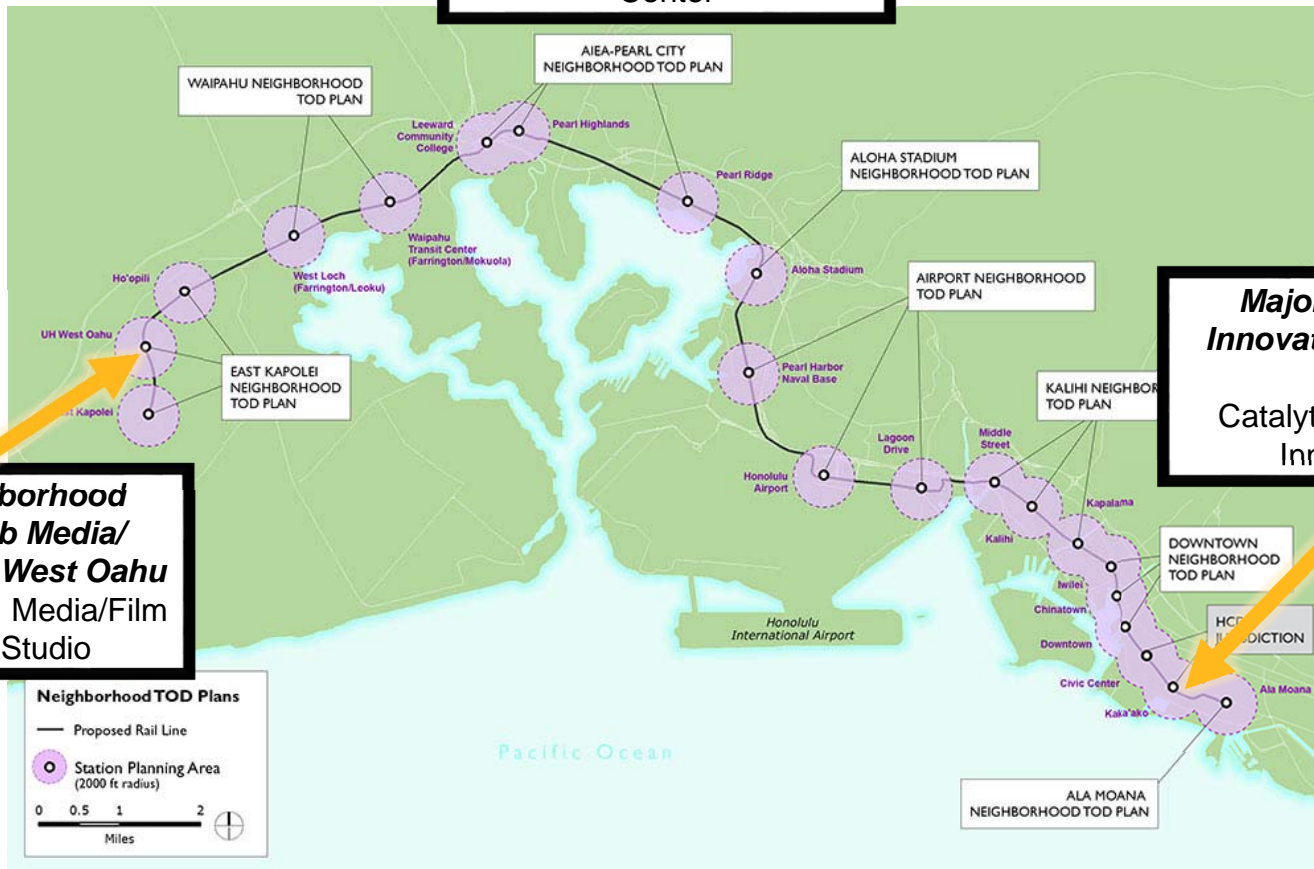 Center
AIEA-PEARL CITY
NEIGHBORHOOD TOD PLAN
WAIPAHU NEIGHBORHOOD
TOD PLAN
Leeward
Community
College
Pearl Highlands
ALOHA STADIUM
NEIGHBORHOOD TOD PLAN
Pearl Ridge
Waipahu
Transit Center
(Farrington/Mokuola)
Aloha Stadium
AIRPORT NEIGHBORHOOD
TOD PLAN
Ho'opili
West Loch
(Farrington/Leoku)
UH West Oahu
EAST KAPOLEI
NEIGHBORHOOD
TOD PLAN
Kapolei
Pearl Harbor
Naval Base
KALIHI NEIGHBOR
TOD PLAN
Major
Innovat
Catalyt
Inn
Lagoon
Drive
Middle
Street
Honolulu
Airport
Kapalama
Kalihi
borhood
b Media/
West Oahu
Media/Film
Studio
DOWNTOWN
NEIGHBORHOOD
TOD PLAN
Iwilei
Chinatown
HCD
JURISDICTION
Honolulu
International Airport
Downtown
Civic Center
Ala Moana
Kaka'ako
Neighborhood TOD Plans
Proposed Rail Line
Station Planning Area
(2000 ft radius)
0 0.5 1 2
Miles
Pacific Ocean
ALA MOANA
NEIGHBORHOOD TOD PLAN